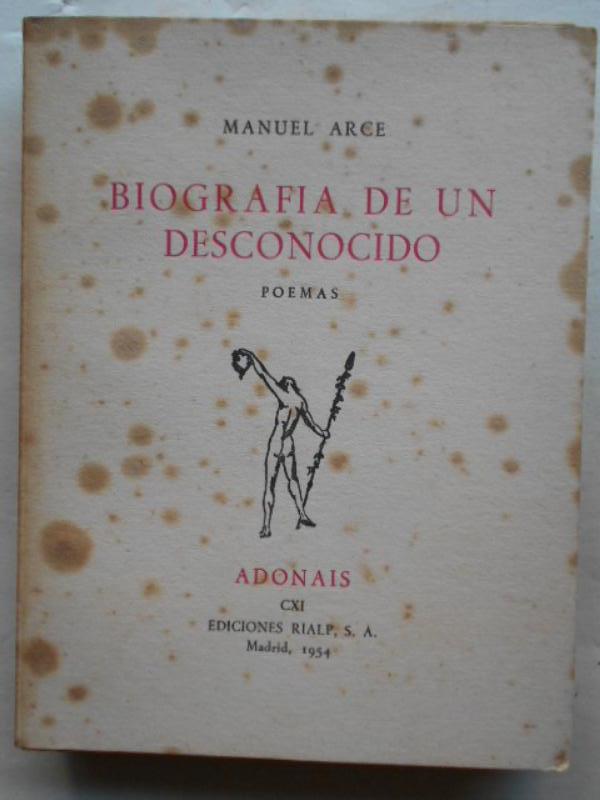 MANUEL ARCE
BIOGRAFIA DE UN
DESCONOCIDO
POEMAS
ADONAIS
CXI
EDICIONES RIALP, S. A.
Madrid, 1954